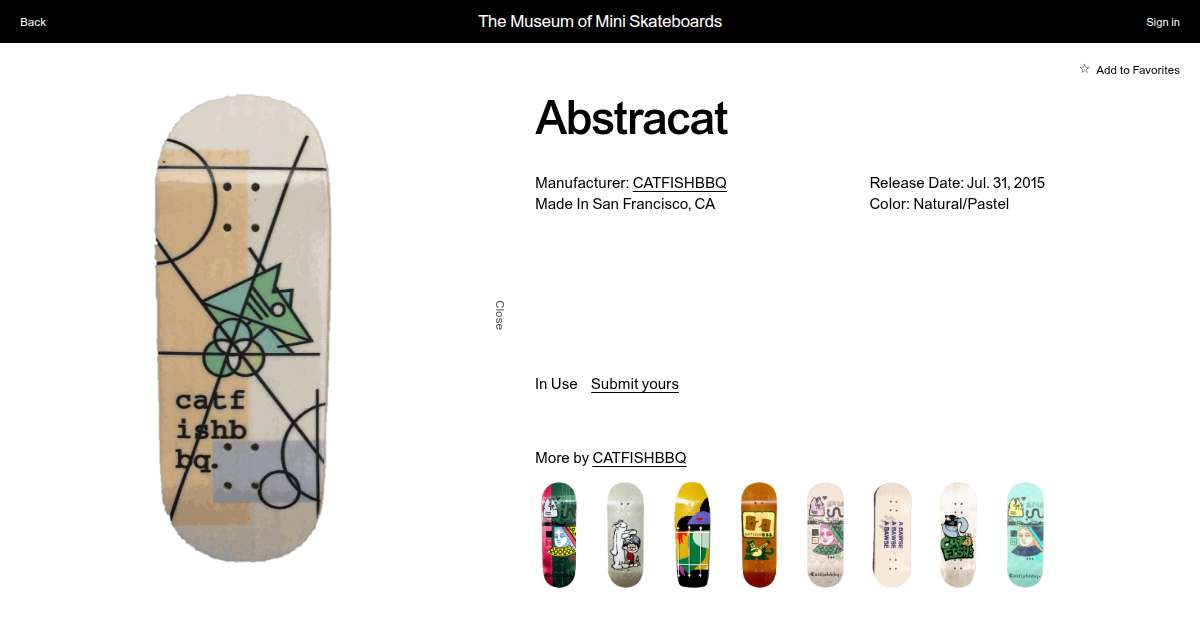 Back
The Museum of Mini Skateboards
Sign in
☆ Add to Favorites
Abstracat
Manufacturer: CATFISHBBQ
Made In San Francisco, CA
Release Date: Jul. 31, 2015
Color: Natural/Pastel
catf
ishb
bq.
Close
In Use Submit yours
More by CATFISHBBQ